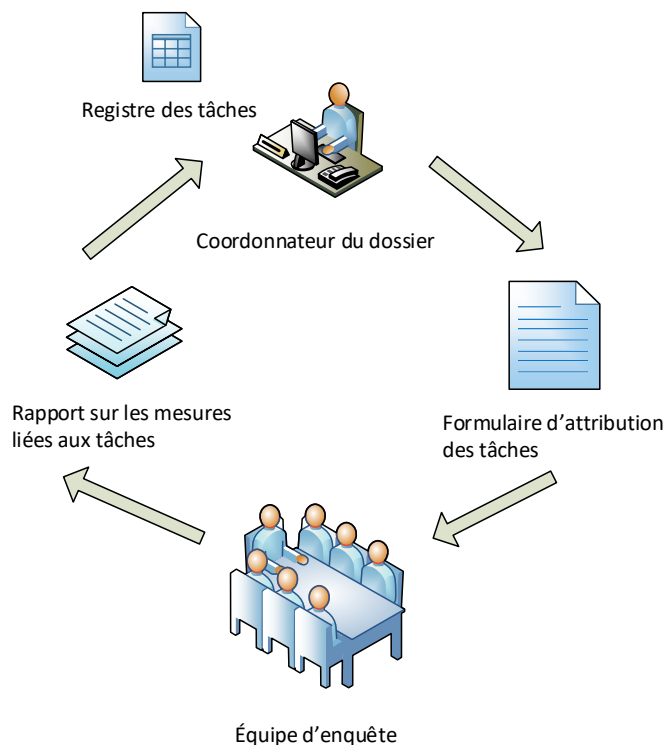 Registre des tâches
Coordonnateur du dossier
Formulaire d’attribution
des tâches
Équipe d’enquête
Rapport sur les mesures
liées aux tâches